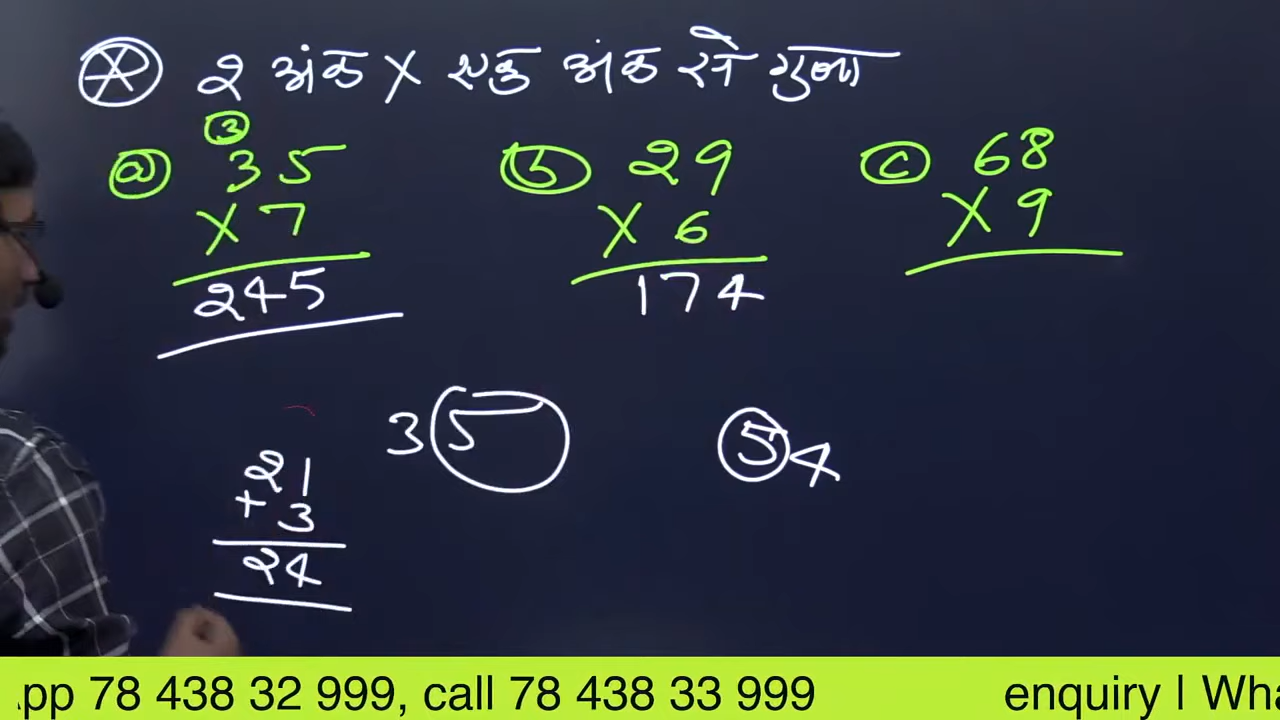 २ अंक X एक अंक से गुणा
3
a 35
X 7
245
b 29
X 6
174
c 68
X 9
35
54
21
+ 3
24
pp 78 438 32 999, call 78 438 33 999 enquiry I Wha